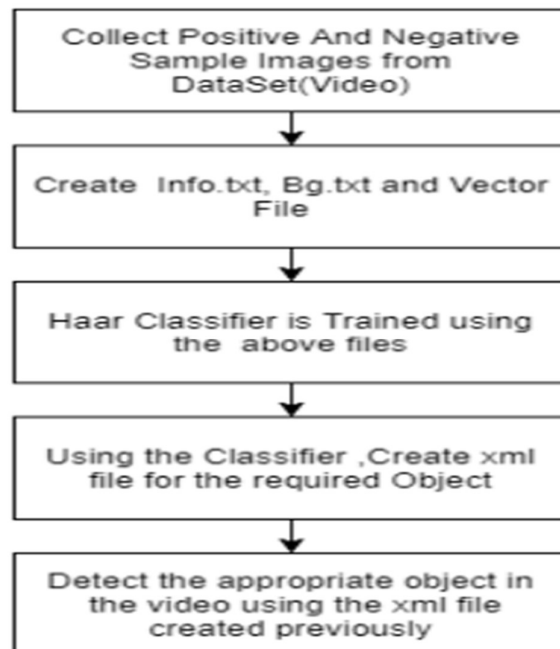 Collect Positive And Negative
Sample Images from
DataSet(Video)
Create Info.txt, Bg.txt and Vector
File
Haar Classifier is Trained using
the above files
Using the Classifier ,Create xml
file for the required Object
Detect the appropriate object in
the video using the xml file
created previously